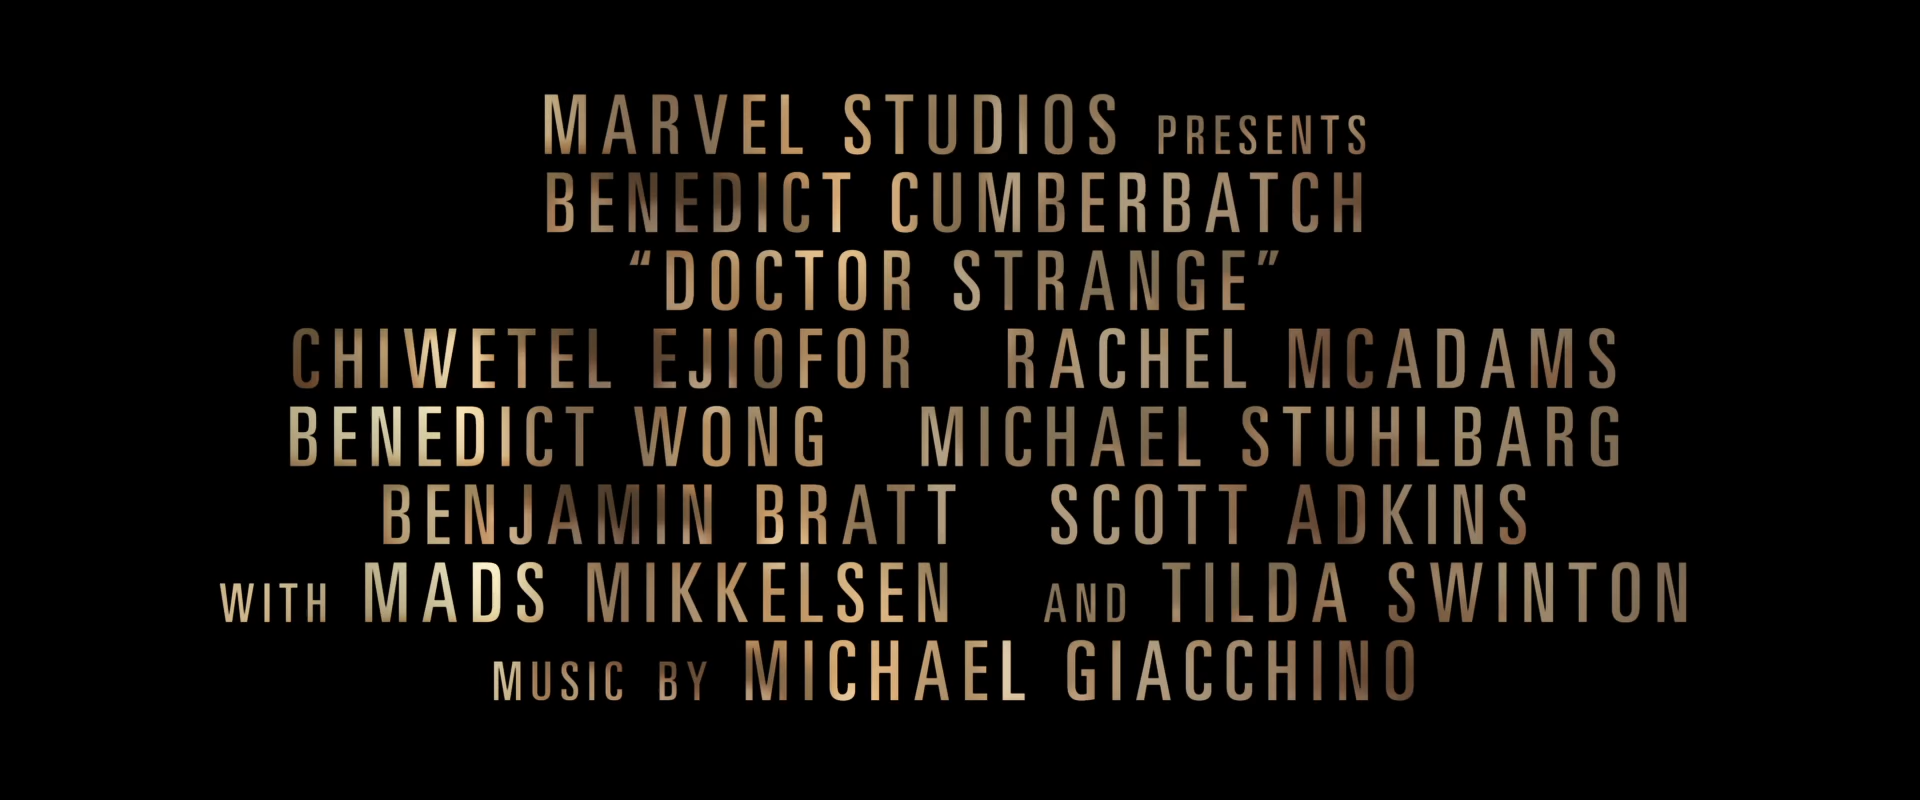 MARVEL STUDIOS PRESENTS
BENEDICT CUMBERBATCH
“DOCTOR STRANGE”
CHIWETEL EJIOFOR RACHEL MCADAMS
BENEDICT WONG MICHAEL STUHLBARG
BENJAMIN BRATT SCOTT ADKINS
WITH MADS MIKKELSEN AND TILDA SWINTON
MUSIC BY MICHAEL GIACCHINO